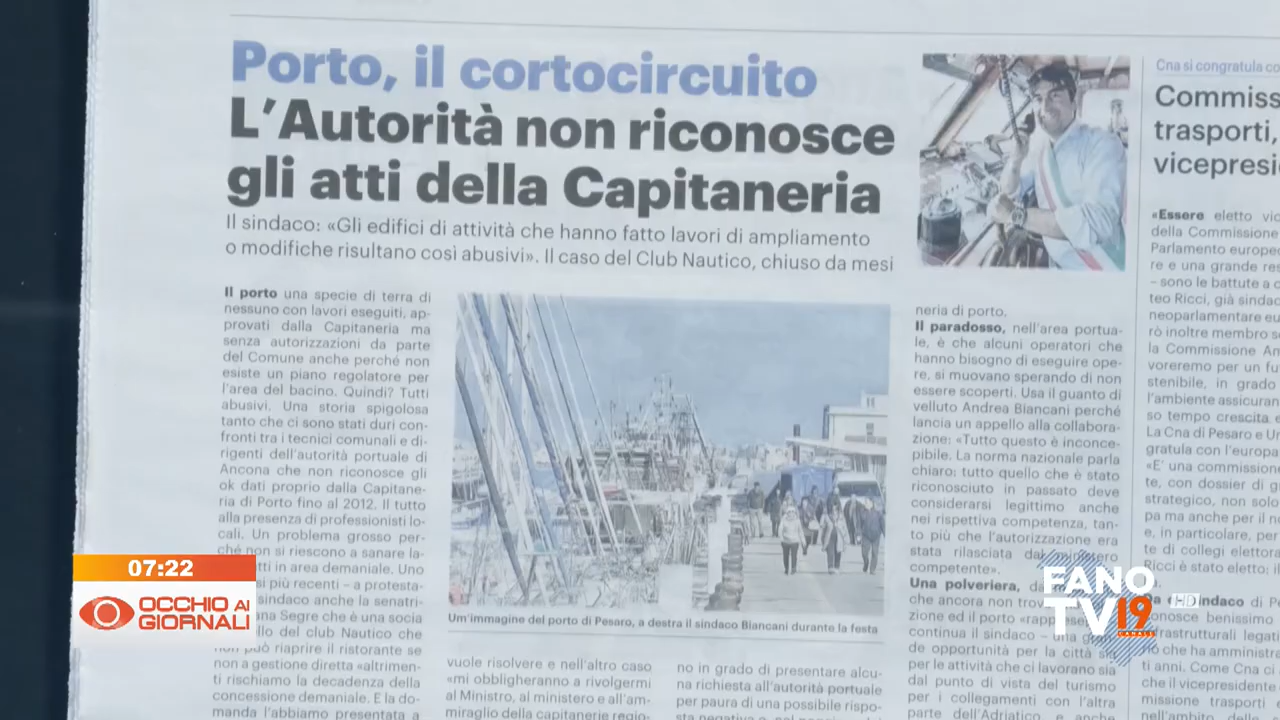 Porto, il cortocircuito
L'Autorità non riconosce
gli atti della Capitaneria
Il sindaco: «Gli edifici di attività che hanno fatto lavori di ampliamento
o modifiche risultano così abusivi». Il caso del Club Nautico, chiuso da mesi
Il porto una specie di terra di
nessuno con lavori eseguiti, ap-
provati dalla Capitaneria ma
senza autorizzazioni da parte
del Comune anche perché non
esiste un piano regolatore per
l'area del bacino. Quindi? Tutti
abusivi. Una storia spigolosa
tanto che ci sono stati duri con-
fronti tra i tecnici comunali e di-
rigenti dell'autorità portuale di
Ancona che non riconosce gli
ok dati proprio dalla Capitane-
ria di Porto fino al 2012. Il tutto
alla presenza di professionisti lo-
cali. Un problema grosso per-
ché non si riescono a sanare la-
tti in area demaniale. Uno
si più recenti – a protesta-
sindaco anche la senatri-
na Segre che è una socia
llo del club Nautico che
non può riaprire il ristorante se
non a gestione diretta «altrimen-
ti rischiamo la decadenza della
concessione demaniale. E la do-
manda l'abbiamo presentata a
Um'immagine del porto di Pesaro, a destra il sindaco Biancani durante la festa
vuole risolvere e nell'altro caso
«mi obbligheranno a rivolgermi
al Ministro, al ministero e all'am-
miraglio della capitanerie regio-
no in grado di presentare alcu-
na richiesta all'autorità portuale
per paura di una possibile rispo-
sta negativa o, nel
neria di porto.
Il paradosso, nell'area portua-
le, è che alcuni operatori che
hanno bisogno di eseguire ope-
re, si muovano sperando di non
essere scoperti. Usa il guanto di
velluto Andrea Biancani perché
lancia un appello alla collabora-
zione: «Tutto questo è inconce-
pibile. La norma nazionale parla
chiaro: tutto quello che è stato
riconosciuto in passato deve
considerarsi legittimo anche
nei rispettiva competenza, tan-
to più che l'autorizzazione era
stata rilasciata dal ministero
competente».
Una polveriera,
che ancora non trov
zione ed il porto «rappres
continua il sindaco – una
de opportunità per la città
per le attività che ci lavorano sia
dal punto di vista del turismo
per i collegamenti con l'altra
parte dell'Adriatico e anche
Cna si congratula co
Commiss
trasporti,
vicepresi
«Essere eletto vic
della Commissione
Parlamento europe
re e una grande res
– sono le battute a c
teo Ricci, già sindac
neoparlamentare eu
rò inoltre membro s
la Commissione Am
voreremo per un fu
stenibile, in grado
l'ambiente assicuran
so tempo crescita e
La Cna di Pesaro e Ur
gratula con l'europa
«E' una commission
te, con dossier di g
strategico, non solo
pa ma anche per il n
e, in particolare, per
te di collegi elettora
Ricci è stato eletto: il
sindaco di P
onosce benissimo
rastrutturali legat
ciò che ha amministra
ti anni. Come Cna ci
che il vicepresidente
missione trasporti
nell'ambito
07:22
OCCHIO AI
GIORNALI
FANO
TV19
CANALE
HD